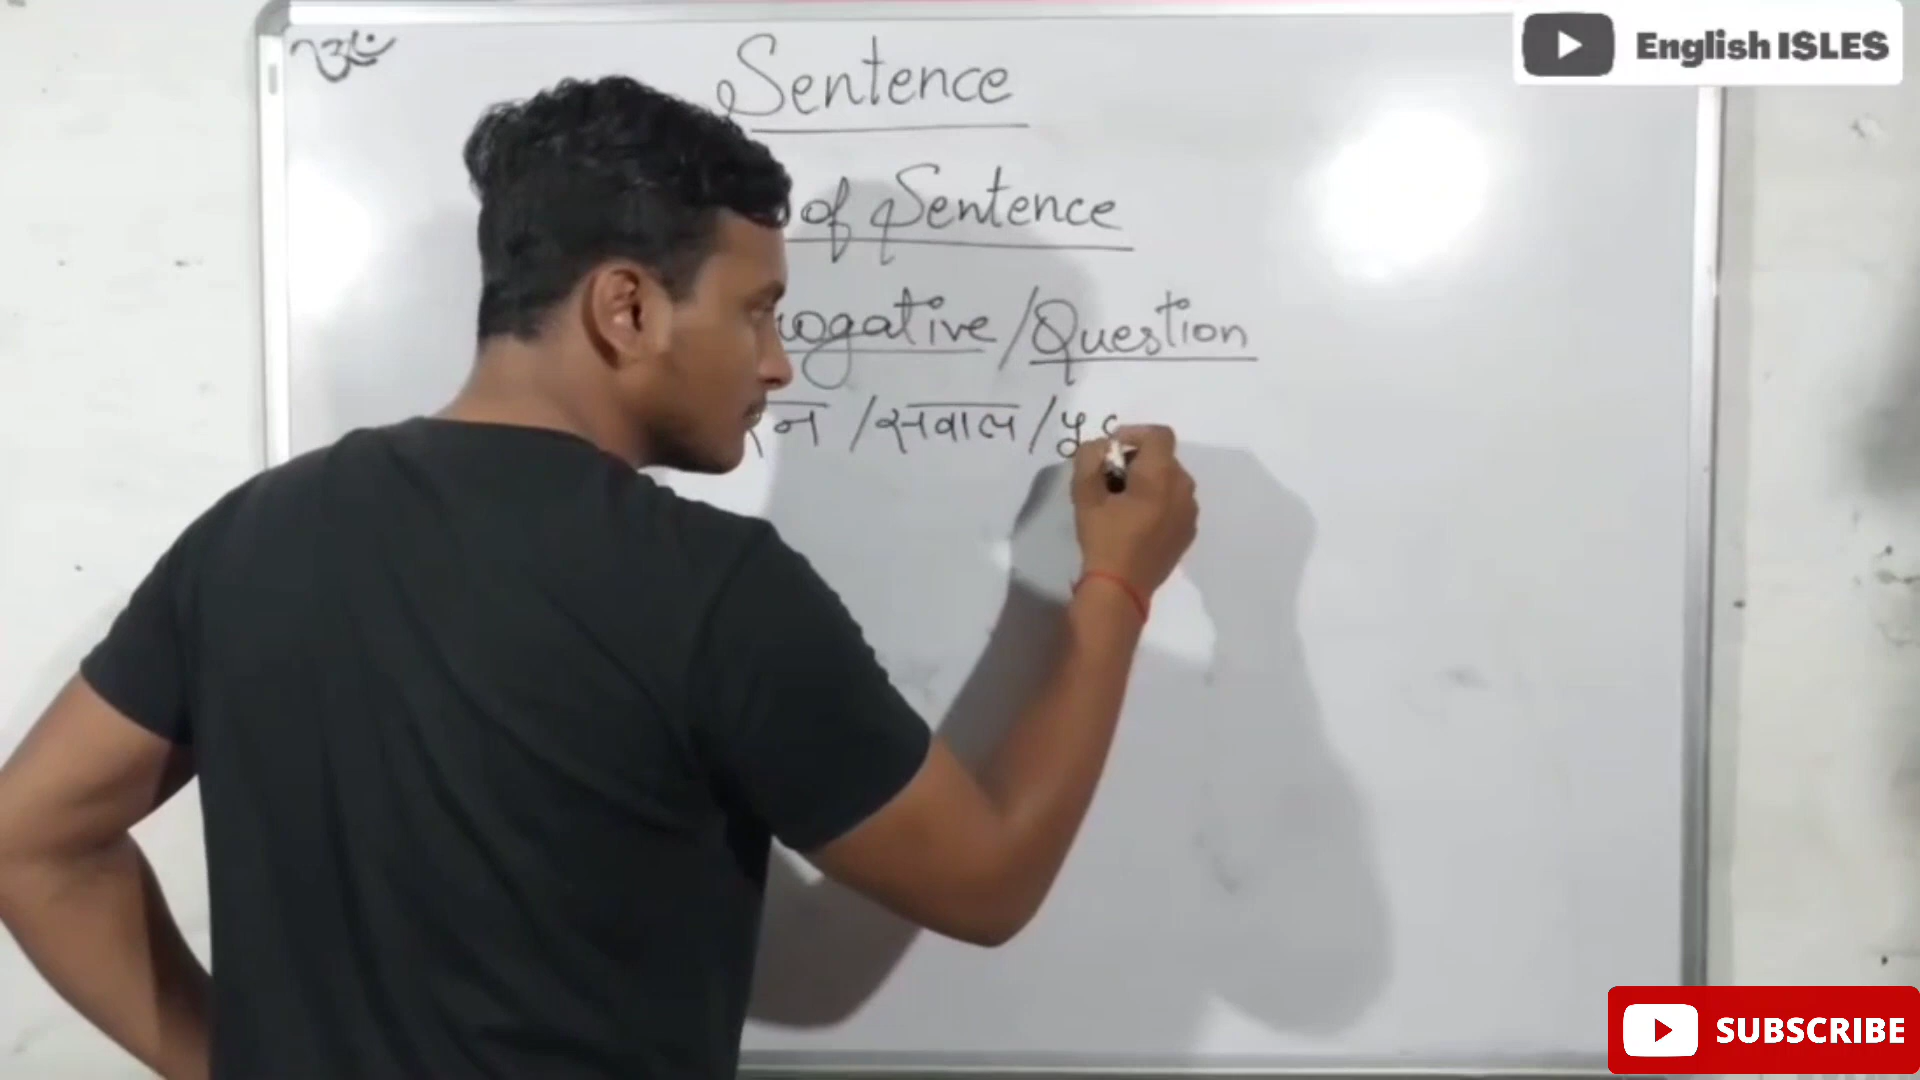 English ISLES
Sentence
of Sentence
rogative / Question
न / सवाल / पू
SUBSCRIBE